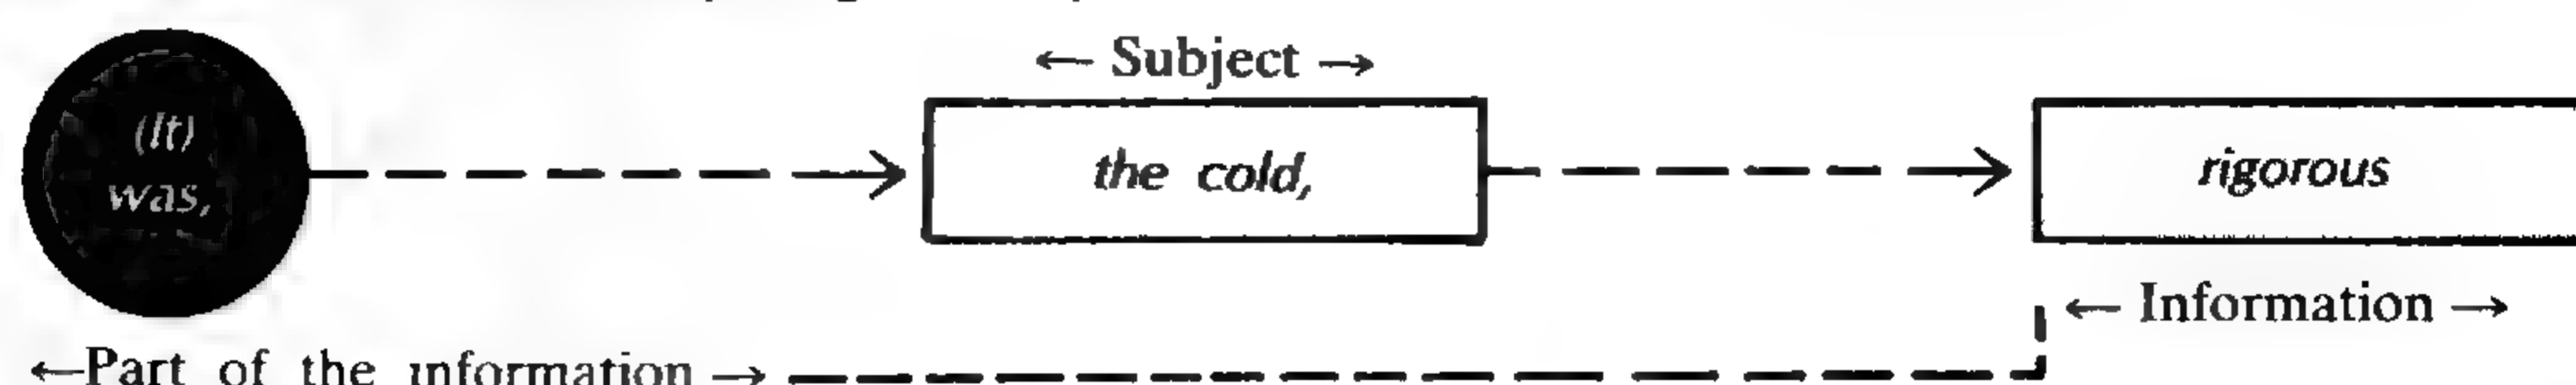 ← Subject →
(It)
was,
the cold,
rigorous
← Information →
←Part of the information →